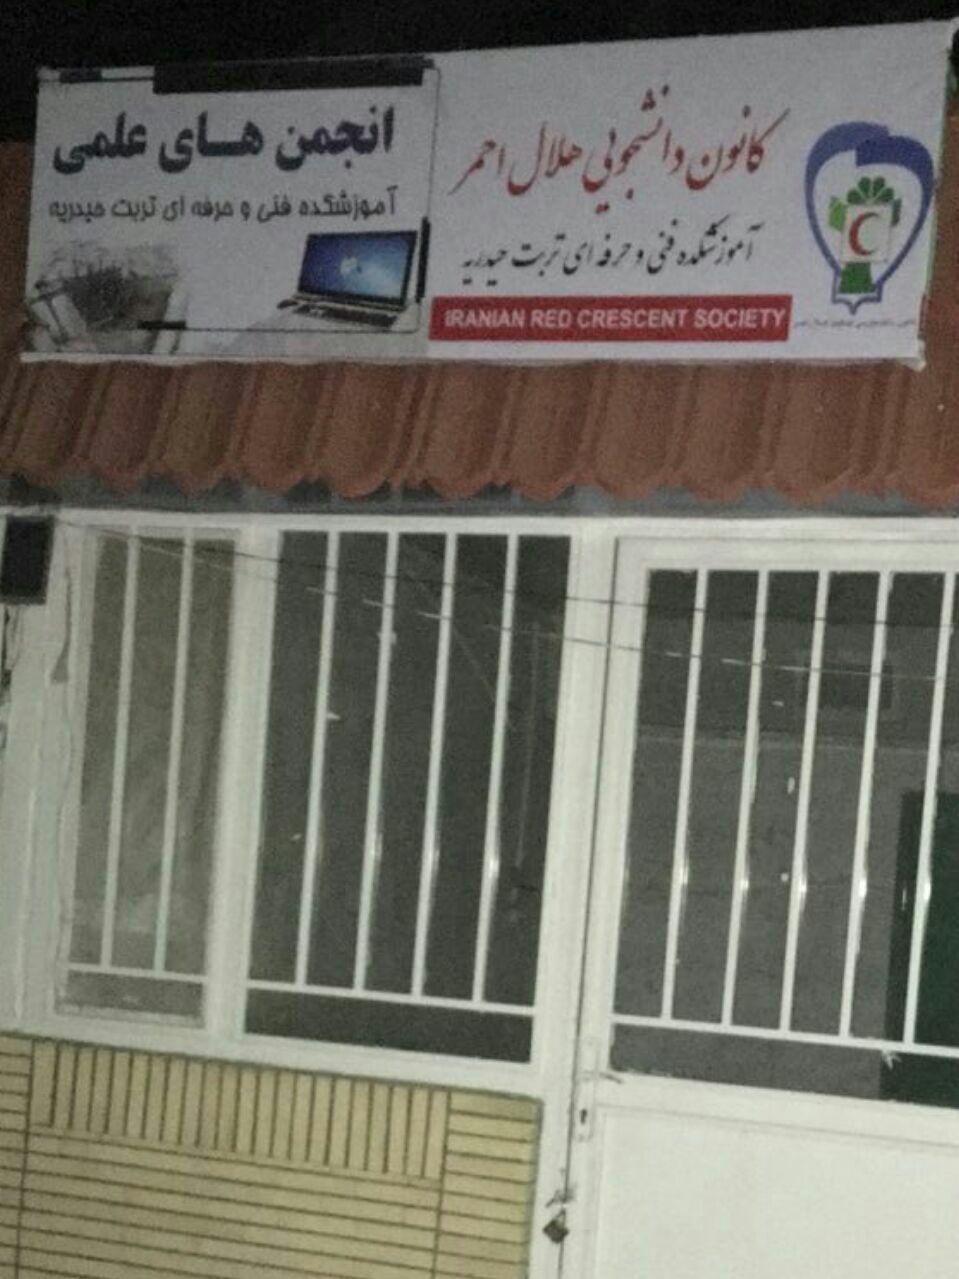 کانون دانشجویی هلال احمر
آموزشکده فنی و حرفه ای تربت حیدریه
IRANIAN RED CRESCENT SOCIETY
انجمن های علمی
آموزشکده فنی و حرفه ای تربت حیدریه